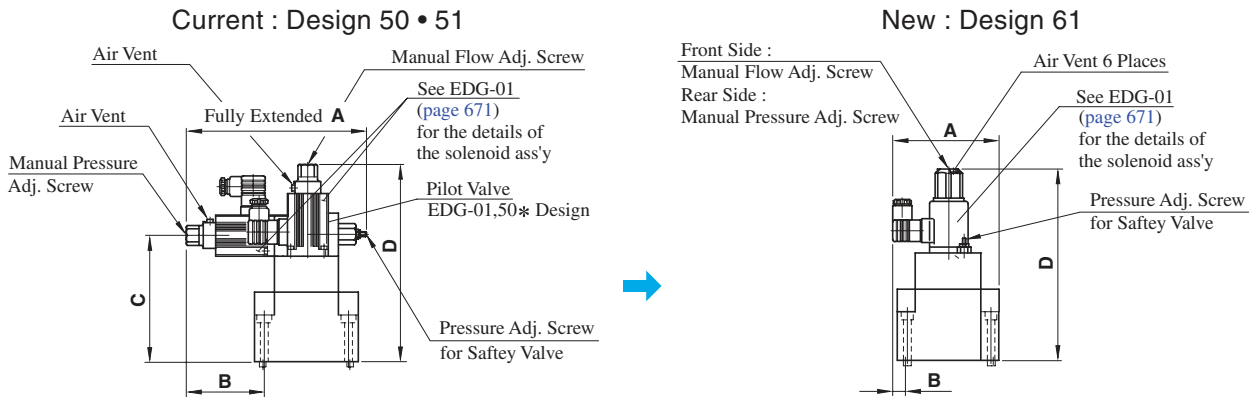 Current : Design 50 • 51
Air Vent
Manual Flow Adj. Screw
See EDG-01
(page 671)
for the details of
the solenoid ass'y
Fully Extended A
Air Vent
Manual Pressure
Adj. Screw
Pilot Valve
EDG-01,50∗ Design
D
C
Pressure Adj. Screw
for Saftey Valve
B
New : Design 61
Front Side :
Manual Flow Adj. Screw
Rear Side :
Manual Pressure Adj. Screw
Air Vent 6 Places
See EDG-01
(page 671)
for the details of
the solenoid ass'y
A
Pressure Adj. Screw
for Saftey Valve
D
B